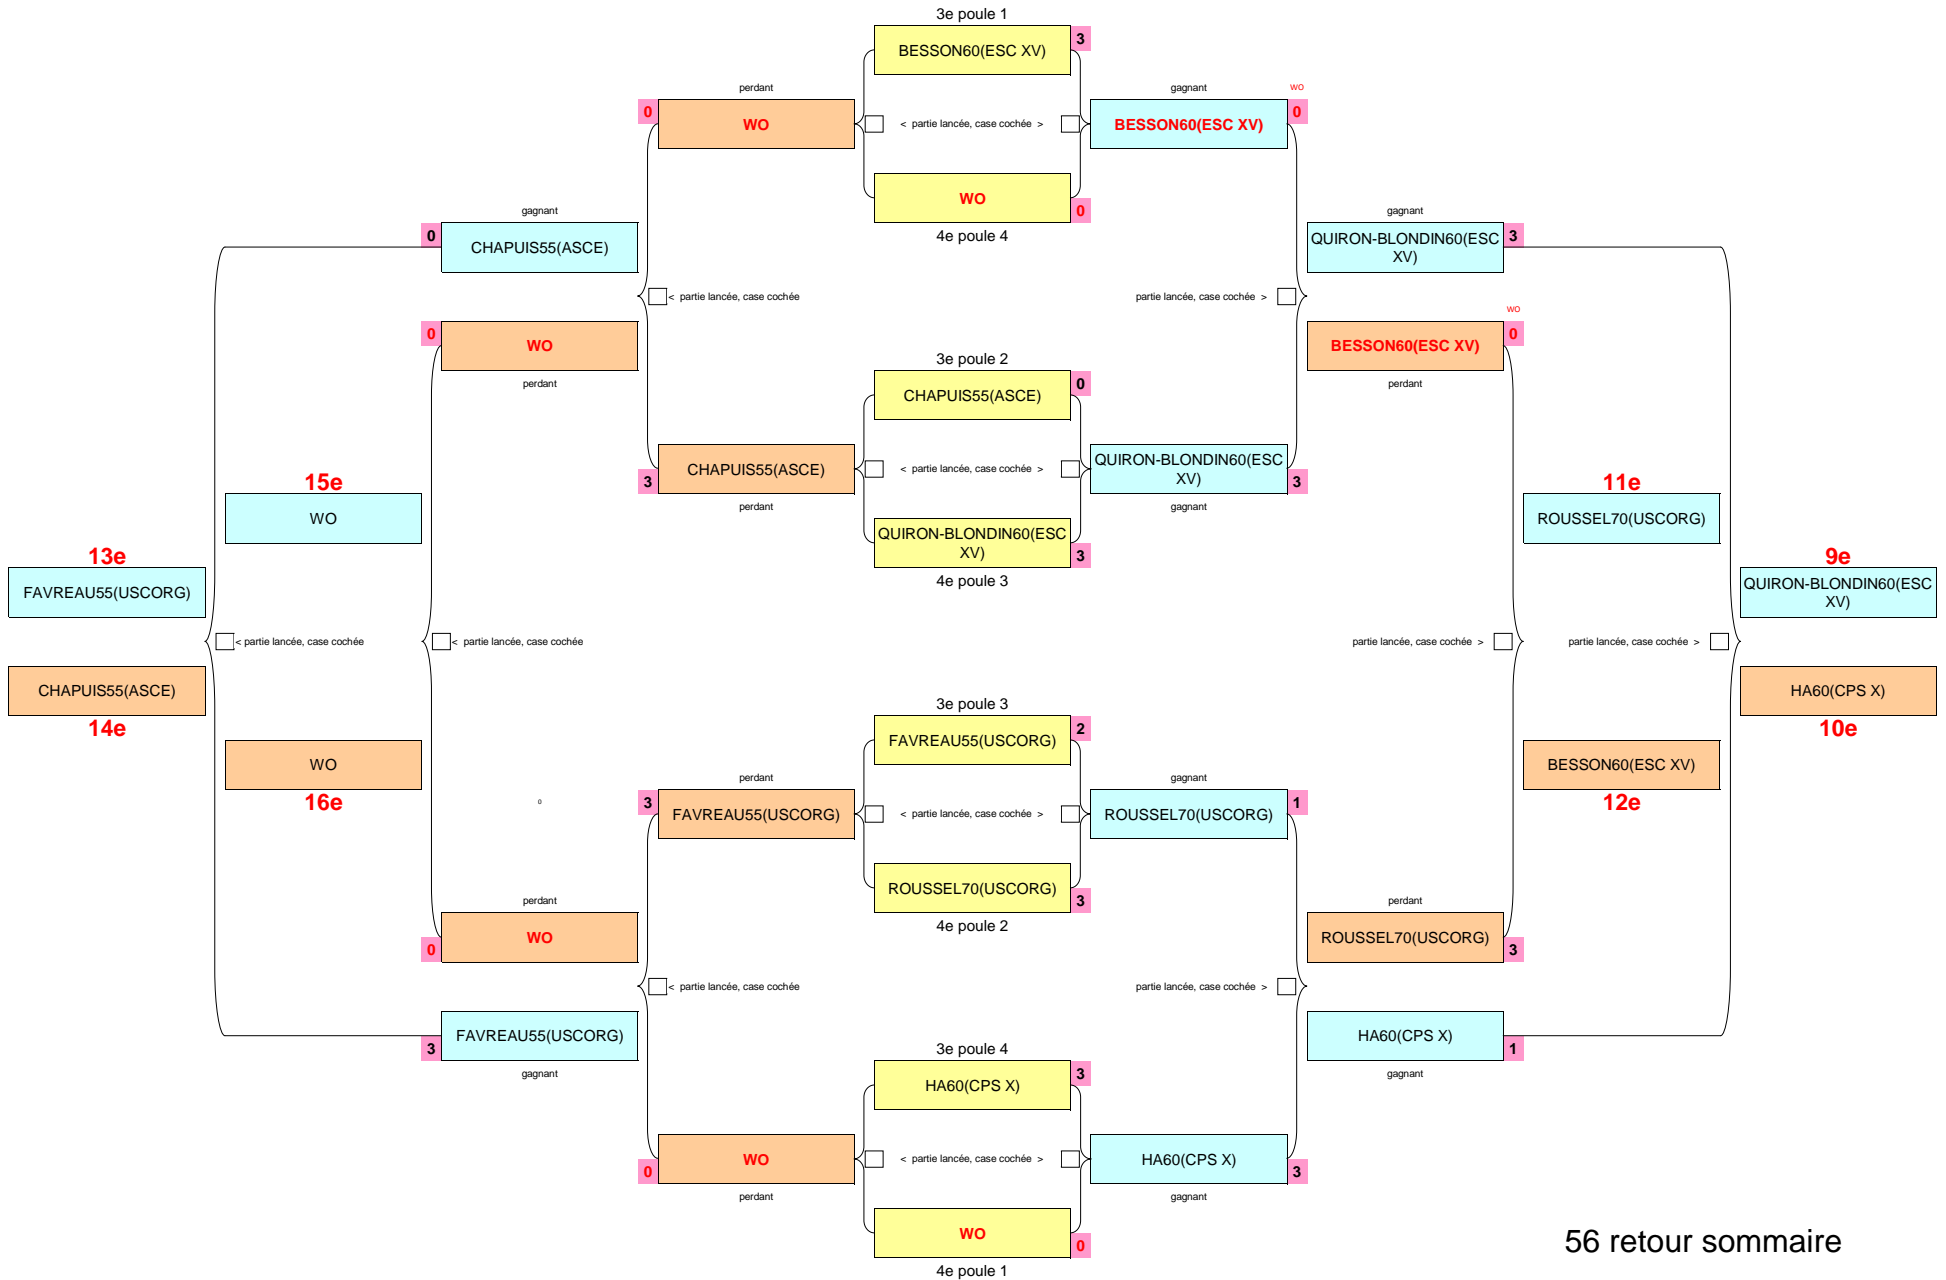 3e poule 1
BESSON60(ESC XV)
3
perdant
gagnant
wo
0
WO
< partie lancée, case cochée >
BESSON60(ESC XV)
0
WO
0
4e poule 4
gagnant
0
CHAPUIS55(ASCE)
gagnant
QUIRON-BLONDIN60(ESC
XV)
3
< partie lancée, case cochée
partie lancée, case cochée >
0
WO
perdant
wo
BESSON60(ESC XV)
0
perdant
3e poule 2
CHAPUIS55(ASCE)
0
3
CHAPUIS55(ASCE)
perdant
< partie lancée, case cochée >
QUIRON-BLONDIN60(ESC
XV)
3
gagnant
QUIRON-BLONDIN60(ESC
XV)
3
4e poule 3
15e
WO
11e
ROUSSEL70(USCORG)
13e
FAVREAU55(USCORG)
9e
QUIRON-BLONDIN60(ESC
XV)
< partie lancée, case cochée
< partie lancée, case cochée
partie lancée, case cochée >
partie lancée, case cochée >
CHAPUIS55(ASCE)
14e
HA60(CPS X)
10e
3e poule 3
FAVREAU55(USCORG)
2
WO
16e
0
BESSON60(ESC XV)
12e
perdant
3
FAVREAU55(USCORG)
< partie lancée, case cochée >
gagnant
ROUSSEL70(USCORG)
1
ROUSSEL70(USCORG)
3
4e poule 2
perdant
0
WO
perdant
ROUSSEL70(USCORG)
3
< partie lancée, case cochée
partie lancée, case cochée >
3
FAVREAU55(USCORG)
gagnant
HA60(CPS X)
1
gagnant
3e poule 4
HA60(CPS X)
3
0
WO
perdant
< partie lancée, case cochée >
HA60(CPS X)
3
gagnant
WO
0
4e poule 1
56 retour sommaire